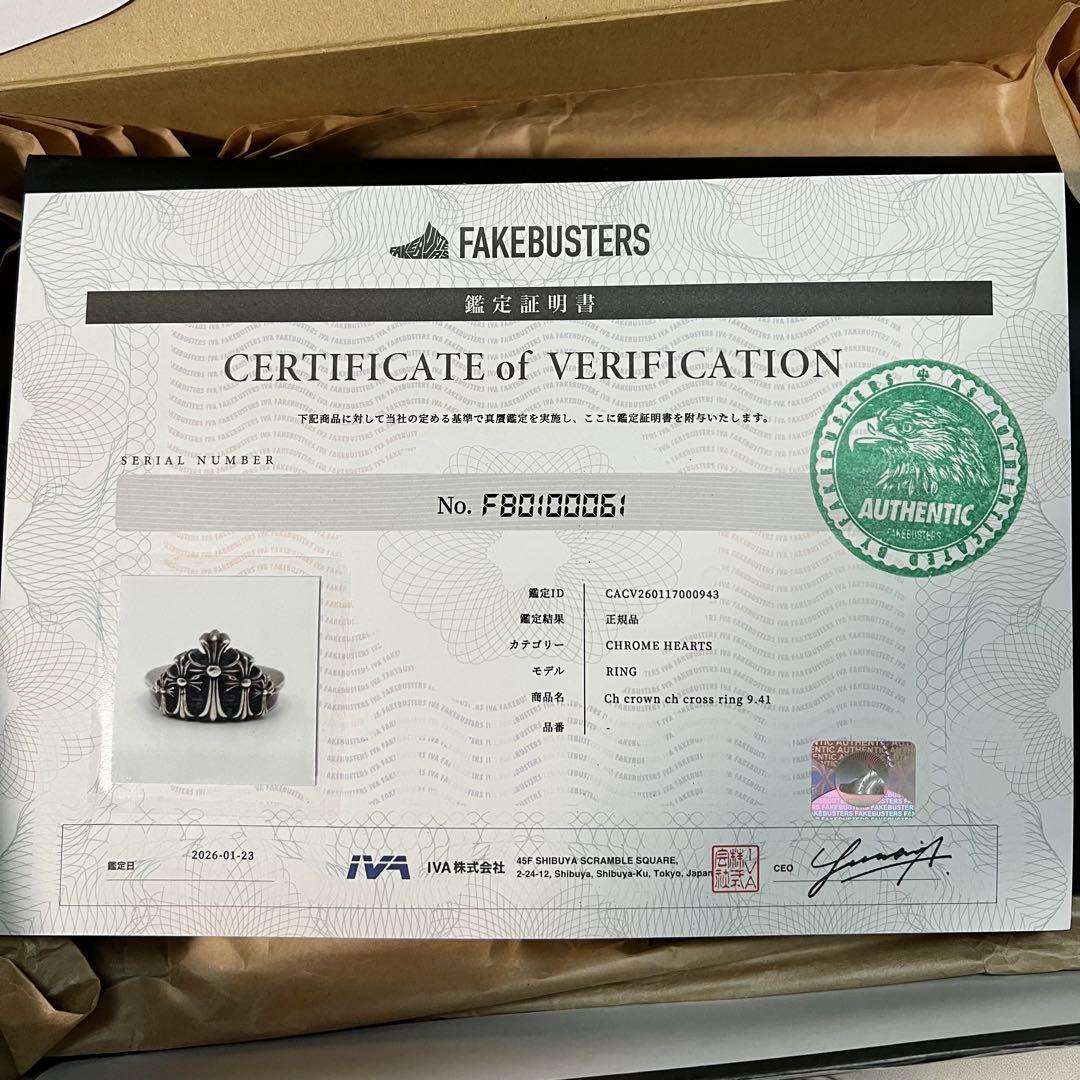 FAKEBUSTERS
鑑定証明書
CERTIFICATE of VERIFICATION
下記商品に対して当社の定める基準で真贋鑑定を実施し、ここに鑑定証明書を附与いたします。
SERIAL NUMBER
No. FB0100061
AUTHENTICATED BY FAKEBUSTERS
AUTHENTIC
FAKEBUSTERS
鑑定ID CACV260117000943
鑑定結果 正規品
カテゴリー CHROME HEARTS
モデル RING
商品名 Ch crown ch cross ring 9.41
品番 -
鑑定日 2026-01-23
IVA IVA株式会社
45F SHIBUYA SCRAMBLE SQUARE,
2-24-12, Shibuya, Shibuya-Ku, Tokyo, Japan
CEO